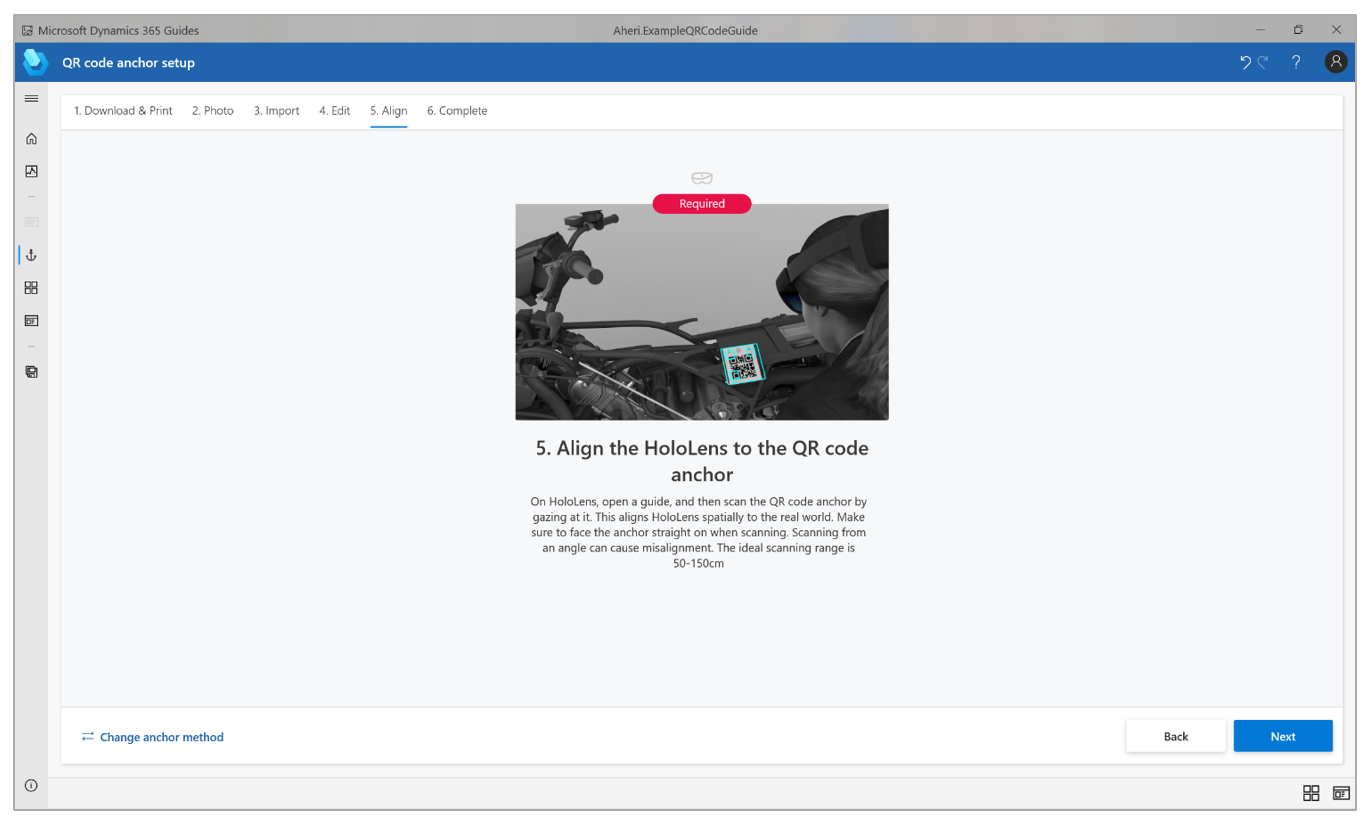 Microsoft Dynamics 365 Guides
Aheri.ExampleQRCodeGuide
QR code anchor setup
1. Download & Print 2. Photo 3. Import 4. Edit 5. Align 6. Complete
Required
5. Align the HoloLens to the QR code
anchor
On HoloLens, open a guide, and then scan the QR code anchor by
gazing at it. This aligns HoloLens spatially to the real world. Make
sure to face the anchor straight on when scanning. Scanning from
an angle can cause misalignment. The ideal scanning range is
50-150cm
Change anchor method
Back
Next